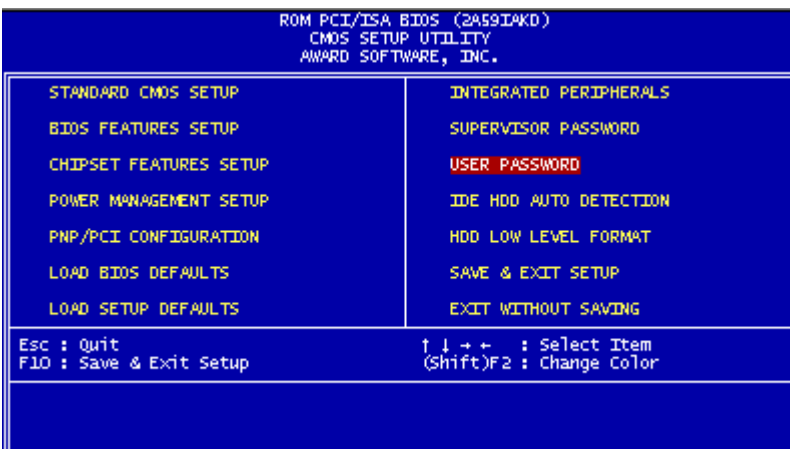 ROM PCI/ISA BIOS (2A59IAKD)
CMOS SETUP UTILITY
AWARD SOFTWARE, INC.
STANDARD CMOS SETUP
BIOS FEATURES SETUP
CHIPSET FEATURES SETUP
POWER MANAGEMENT SETUP
PNP/PCI CONFIGURATION
LOAD BIOS DEFAULTS
LOAD SETUP DEFAULTS
INTEGRATED PERIPHERALS
SUPERVISOR PASSWORD
USER PASSWORD
IDE HDD AUTO DETECTION
HDD LOW LEVEL FORMAT
SAVE & EXIT SETUP
EXIT WITHOUT SAVING
Esc : Quit
F10 : Save & Exit Setup
↑ ↓ → ← : Select Item
(Shift)F2 : Change Color